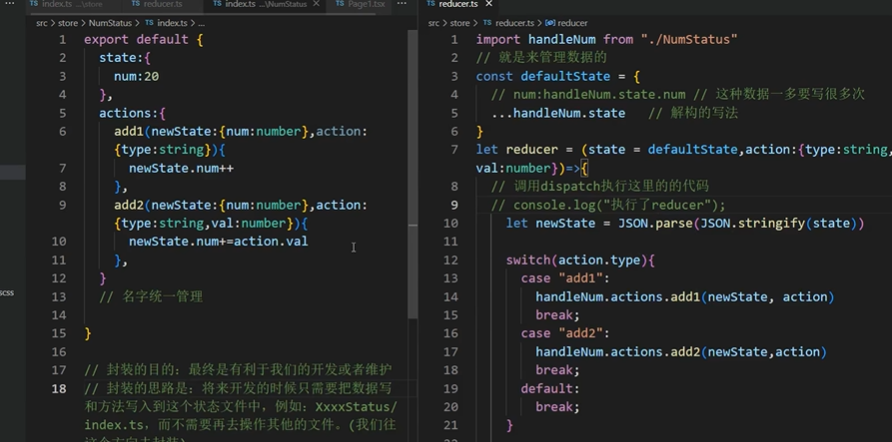 index.ts ...\store
reducer.ts
index.ts ...\NumStatus
Page1.tsx
...
src > store > NumStatus > index.ts > ...
1 export default {
2 state:{
3 num:20
4 },
5 actions:{
6 add1(newState:{num:number},action:
{type:string}){
7 newState.num++
8 },
9 add2(newState:{num:number},action:
{type:string,val:number}){
10 newState.num+=action.val
11 },
12 }
13 // 名字统一管理
14
15 }
16
17 // 封装的目的：最终是有利于我们的开发或者维护
18 // 封装的思路是：将来开发的时候只需要把数据写
和方法写入到这个状态文件中，例如：XxxxStatus/
index.ts，而不需要再去操作其他的文件。(我们往
这个方向去封装)
scss
reducer.ts
src > store > reducer.ts > reducer
1 import handleNum from "./NumStatus"
2 // 就是来管理数据的
3 const defaultState = {
4 // num:handleNum.state.num // 这种数据一多要写很多次
5 ...handleNum.state // 解构的写法
6 }
7 let reducer = (state = defaultState,action:{type:string,
val:number})=>{
8 // 调用dispatch执行这里的的代码
9 // console.log("执行了reducer");
10 let newState = JSON.parse(JSON.stringify(state))
11
12 switch(action.type){
13 case "add1":
14 handleNum.actions.add1(newState, action)
15 break;
16 case "add2":
17 handleNum.actions.add2(newState,action)
18 break;
19 default:
20 break;
21 }